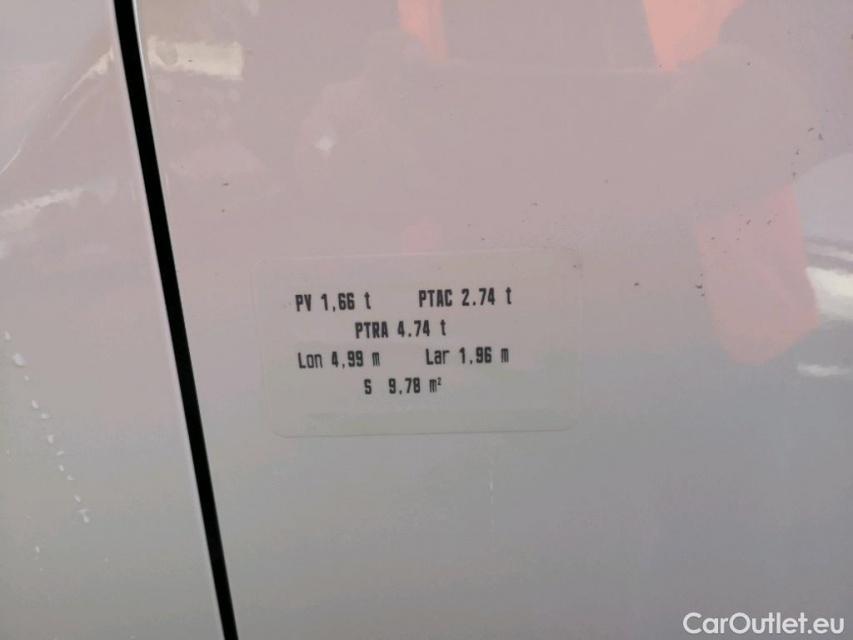 PV 1,66 t PTAC 2.74 t
PTRA 4.74 t
Lon 4,99 m Lar 1,96 m
S 9,78 m²
CarOutlet.eu